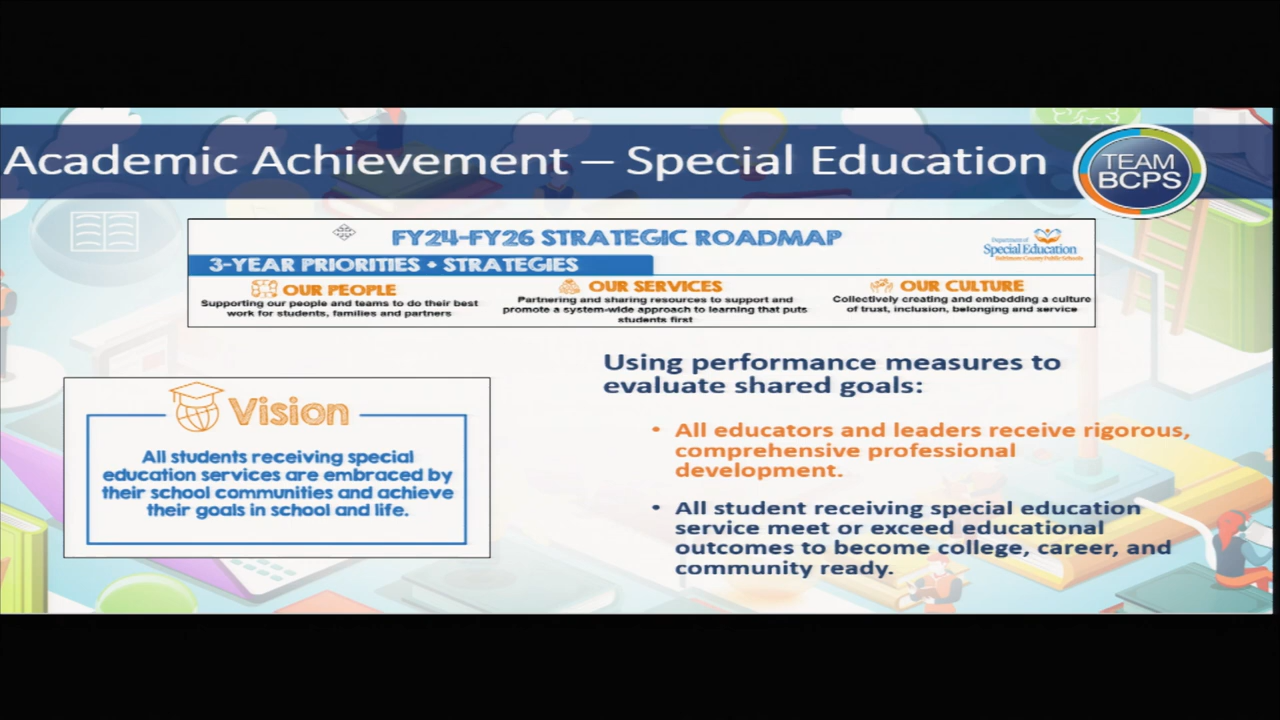 Academic Achievement – Special Education
TEAM
BCPS
FY24-FY26 STRATEGIC ROADMAP
Department of
Special Education
Baltimore County Public Schools
3-YEAR PRIORITIES + STRATEGIES
OUR PEOPLE
Supporting our people and teams to do their best
work for students, families and partners
OUR SERVICES
Partnering and sharing resources to support and
promote a system-wide approach to learning that puts
students first
OUR CULTURE
Collectively creating and embedding a culture
of trust, inclusion, belonging and service
Vision
All students receiving special
education services are embraced by
their school communities and achieve
their goals in school and life.
Using performance measures to
evaluate shared goals:
• All educators and leaders receive rigorous,
comprehensive professional
development.
• All student receiving special education
service meet or exceed educational
outcomes to become college, career, and
community ready.